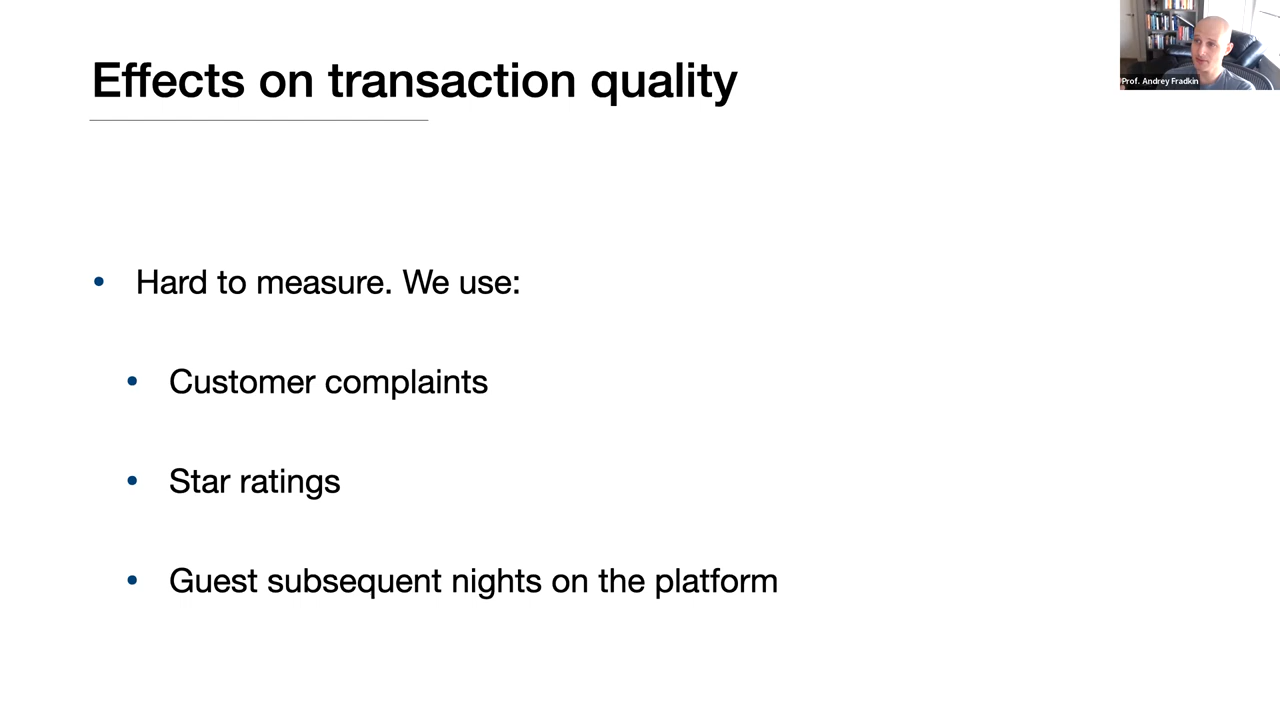 Effects on transaction quality
Prof. Andrey Fradkin
• Hard to measure. We use:
• Customer complaints
• Star ratings
• Guest subsequent nights on the platform